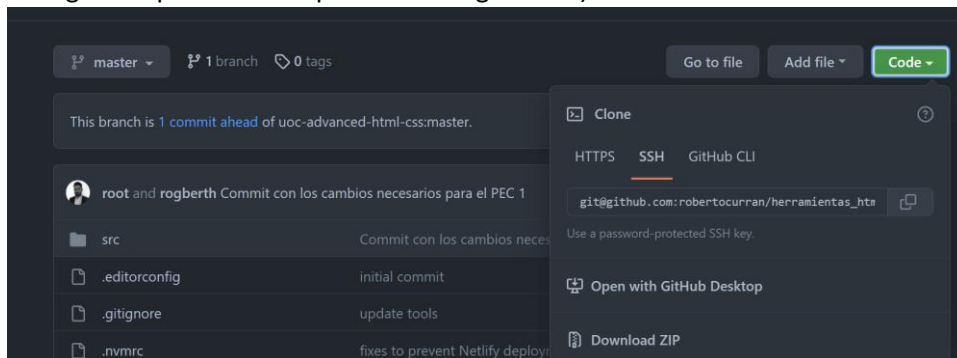 master
1 branch
0 tags
Go to file
Add file
Code
This branch is 1 commit ahead of uoc-advanced-html-css:master.
root and rogberth Commit con los cambios necesarios para el PEC 1
src Commit con los cambios neces
.editorconfig initial commit
.gitignore update tools
.nvmrc fixes to prevent Netlify deployn
Clone
HTTPS SSH GitHub CLI
git@github.com:robertocurran/herramientas_htm
Use a password-protected SSH key.
Open with GitHub Desktop
Download ZIP